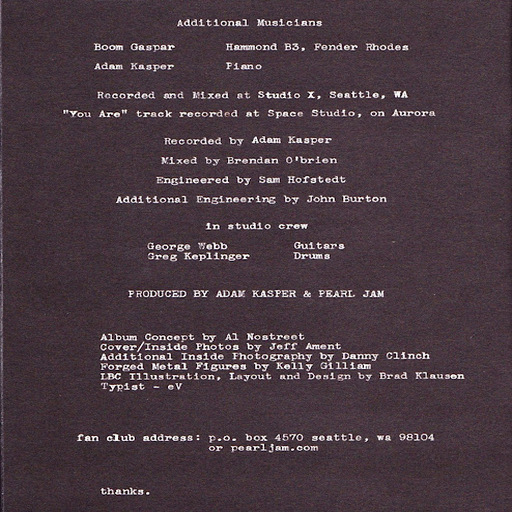 Additional Musicians
Boom Gaspar Hammond B3, Fender Rhodes
Adam Kasper Piano
Recorded and Mixed at Studio X, Seattle, WA
"You Are" track recorded at Space Studio, on Aurora
Recorded by Adam Kasper
Mixed by Brendan O'brien
Engineered by Sam Hofstedt
Additional Engineering by John Burton
in studio crew
George Webb Guitars
Greg Keplinger Drums
PRODUCED BY ADAM KASPER & PEARL JAM
Album Concept by Al Nostreet
Cover/Inside Photos by Jeff Ament
Additional Inside Photography by Danny Clinch
Forged Metal Figures by Kelly Gilliam
LBC Illustration, Layout and Design by Brad Klausen
Typist - eV
fan club address: p.o. box 4570 seattle, wa 98104
or pearljam.com
thanks.